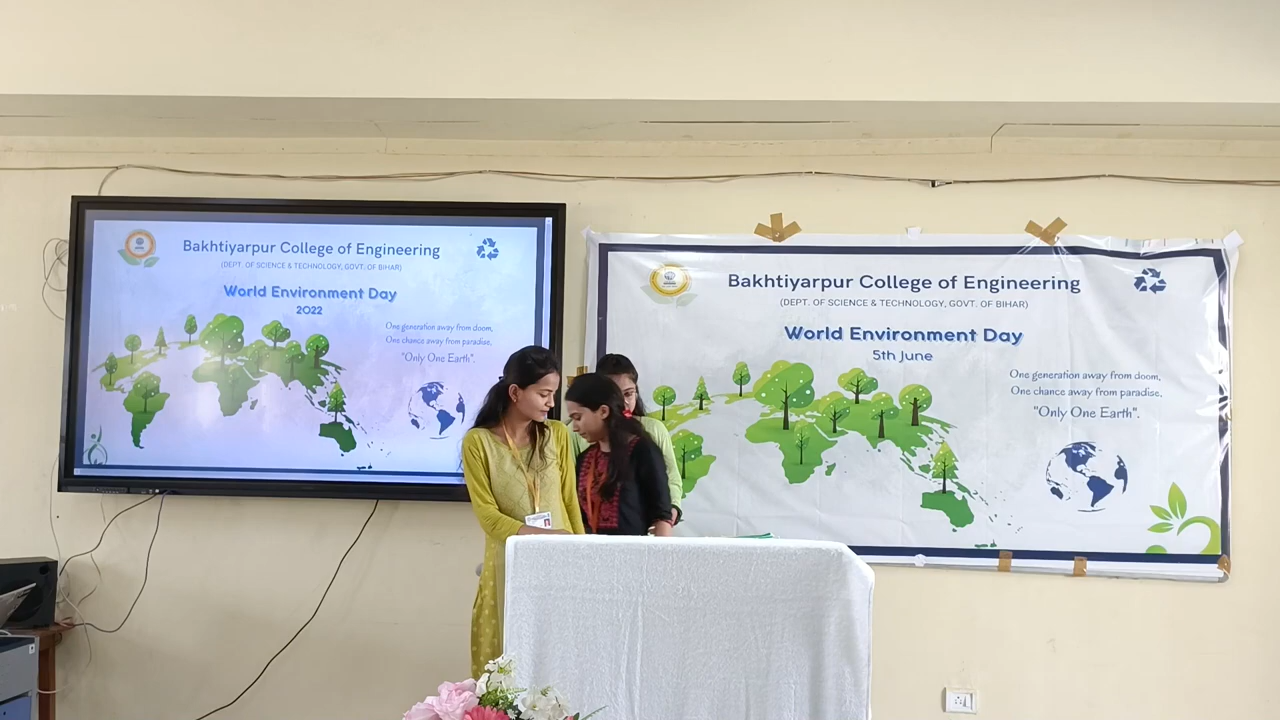 Bakhtiyarpur College of Engineering
(DEPT. OF SCIENCE & TECHNOLOGY, GOVT. OF BIHAR)
World Environment Day
2022
One generation away from doom,
One chance away from paradise,
"Only One Earth".
Bakhtiyarpur College of Engineering
(DEPT. OF SCIENCE & TECHNOLOGY, GOVT. OF BIHAR)
World Environment Day
5th June
One generation away from doom,
One chance away from paradise,
"Only One Earth".